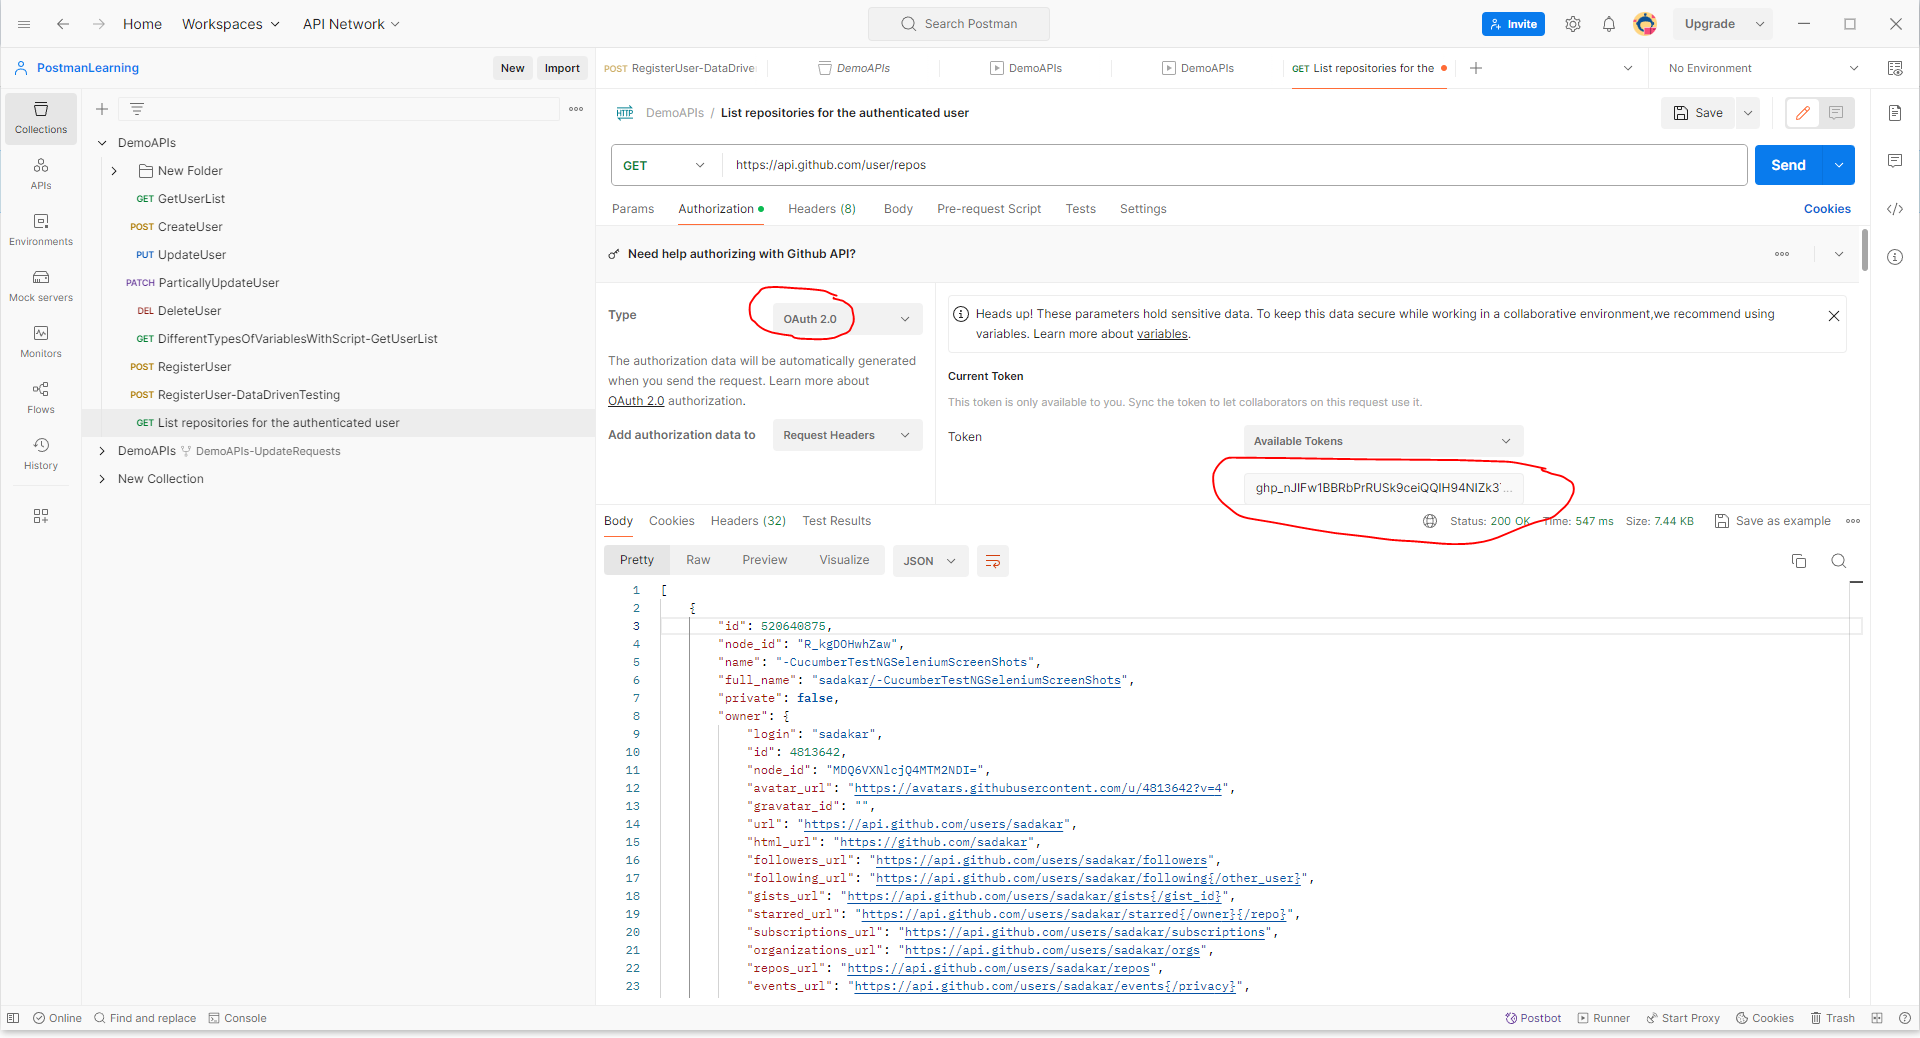 Home Workspaces API Network Search Postman Invite Upgrade
PostmanLearning New Import
POST RegisterUser-DataDrive DemoAPIs DemoAPIs DemoAPIs GET List repositories for the No Environment
Collections
APIs
Environments
Mock servers
Monitors
Flows
History
DemoAPIs
New Folder
GET GetUserList
POST CreateUser
PUT UpdateUser
PATCH ParticallyUpdateUser
DEL DeleteUser
GET DifferentTypesOfVariablesWithScript-GetUserList
POST RegisterUser
POST RegisterUser-DataDrivenTesting
GET List repositories for the authenticated user
DemoAPIs DemoAPIs-UpdateRequests
New Collection
HTTP DemoAPIs / List repositories for the authenticated user Save
GET https://api.github.com/user/repos Send
Params Authorization Headers (8) Body Pre-request Script Tests Settings Cookies
Need help authorizing with Github API?
Type OAuth 2.0
The authorization data will be automatically generated
when you send the request. Learn more about
OAuth 2.0 authorization.
Add authorization data to Request Headers
Heads up! These parameters hold sensitive data. To keep this data secure while working in a collaborative environment,we recommend using
variables. Learn more about variables.
Current Token
This token is only available to you. Sync the token to let collaborators on this request use it.
Token Available Tokens
Body Cookies Headers (32) Test Results Status: 200 OK Time: 547 ms Size: 7.44 KB Save as example
Pretty Raw Preview Visualize JSON
1 [
2 {
3 "id": 520640875,
4 "node_id": "R_kgDOHwhZaw",
5 "name": "-CucumberTestNGSeleniumScreenShots",
6 "full_name": "sadakar/-CucumberTestNGSeleniumScreenShots",
7 "private": false,
8 "owner": {
9 "login": "sadakar",
10 "id": 4813642,
11 "node_id": "MDQ6VXNlcjQ4MTM2NDI=",
12 "avatar_url": "https://avatars.githubusercontent.com/u/4813642?v=4",
13 "gravatar_id": "",
14 "url": "https://api.github.com/users/sadakar",
15 "html_url": "https://github.com/sadakar",
16 "followers_url": "https://api.github.com/users/sadakar/followers",
17 "following_url": "https://api.github.com/users/sadakar/following{/other_user}",
18 "gists_url": "https://api.github.com/users/sadakar/gists{/gist_id}",
19 "starred_url": "https://api.github.com/users/sadakar/starred{/owner}{/repo}",
20 "subscriptions_url": "https://api.github.com/users/sadakar/subscriptions",
21 "organizations_url": "https://api.github.com/users/sadakar/orgs",
22 "repos_url": "https://api.github.com/users/sadakar/repos",
23 "events_url": "https://api.github.com/users/sadakar/events{/privacy}",
Online Find and replace Console Postbot Runner Start Proxy Cookies Trash